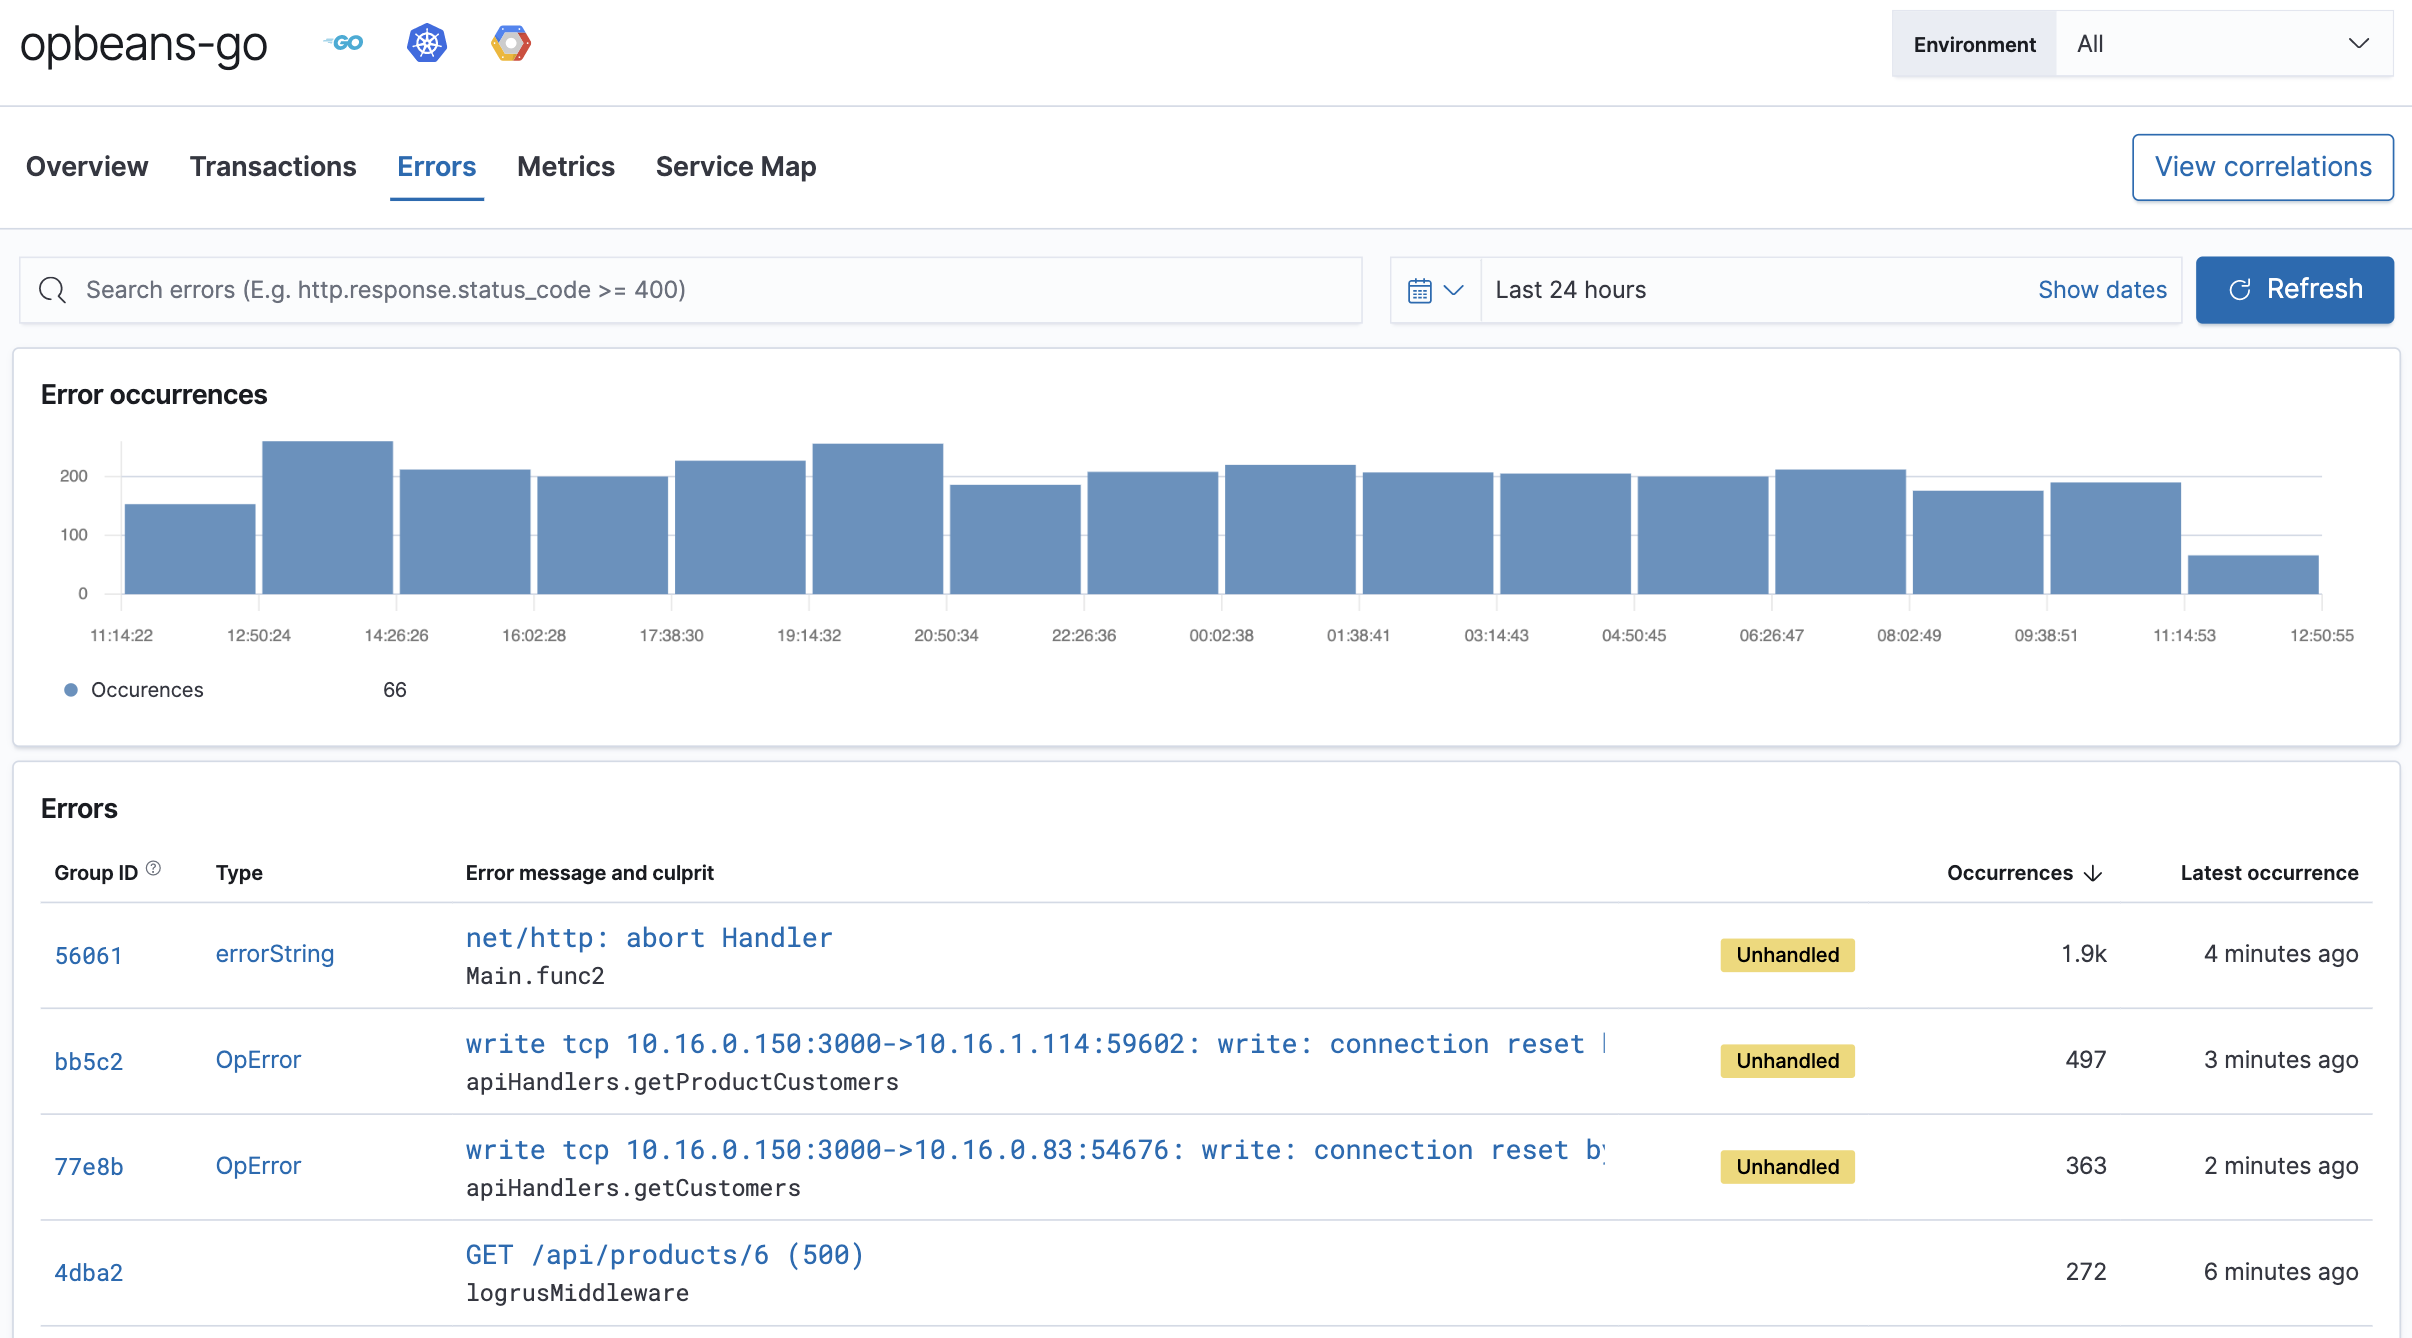 opbeans-go
GO
Environment All
Overview Transactions Errors Metrics Service Map
View correlations
Search errors (E.g. http.response.status_code >= 400)
Last 24 hours Show dates
Refresh
Error occurrences
200
100
0
11:14:22 12:50:24 14:26:26 16:02:28 17:38:30 19:14:32 20:50:34 22:26:36 00:02:38 01:38:41 03:14:43 04:50:45 06:26:47 08:02:49 09:38:51 11:14:53 12:50:55
Occurences 66
Errors
Group ID ? Type Error message and culprit Occurrences ↓ Latest occurrence
56061 errorString net/http: abort Handler Unhandled 1.9k 4 minutes ago
Main.func2
bb5c2 OpError write tcp 10.16.0.150:3000->10.16.1.114:59602: write: connection reset Unhandled 497 3 minutes ago
apiHandlers.getProductCustomers
77e8b OpError write tcp 10.16.0.150:3000->10.16.0.83:54676: write: connection reset by Unhandled 363 2 minutes ago
apiHandlers.getCustomers
4dba2 GET /api/products/6 (500) 272 6 minutes ago
logrusMiddleware